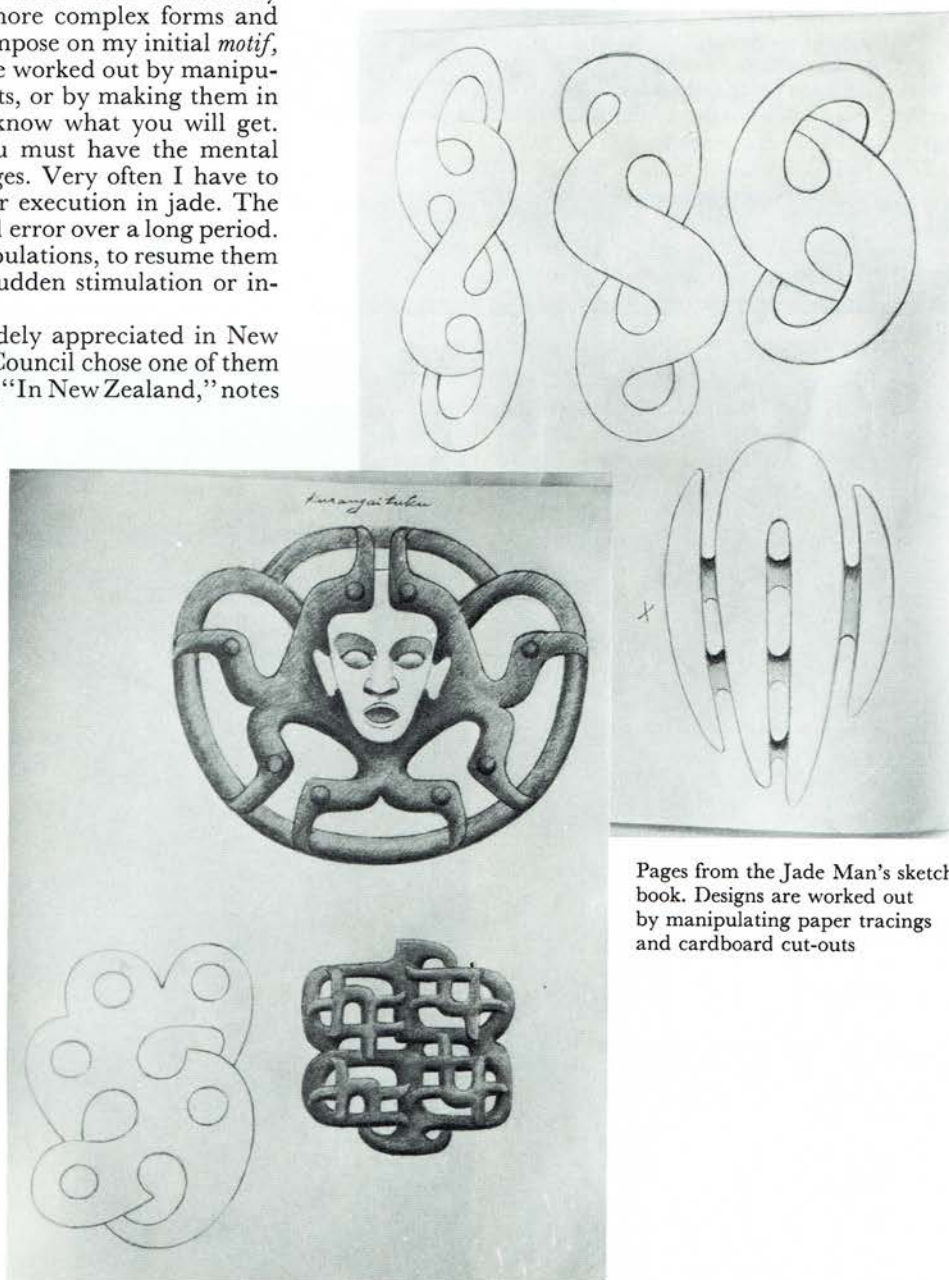 more complex forms and
mpose on my initial motif,
e worked out by manipu-
ts, or by making them in
know what you will get.
u must have the mental
ges. Very often I have to
r execution in jade. The
l error over a long period.
pulations, to resume them
udden stimulation or in-
dely appreciated in New
Council chose one of them
“In New Zealand,” notes
Kurangaituku
X
Pages from the Jade Man’s sketch
book. Designs are worked out
by manipulating paper tracings
and cardboard cut-outs